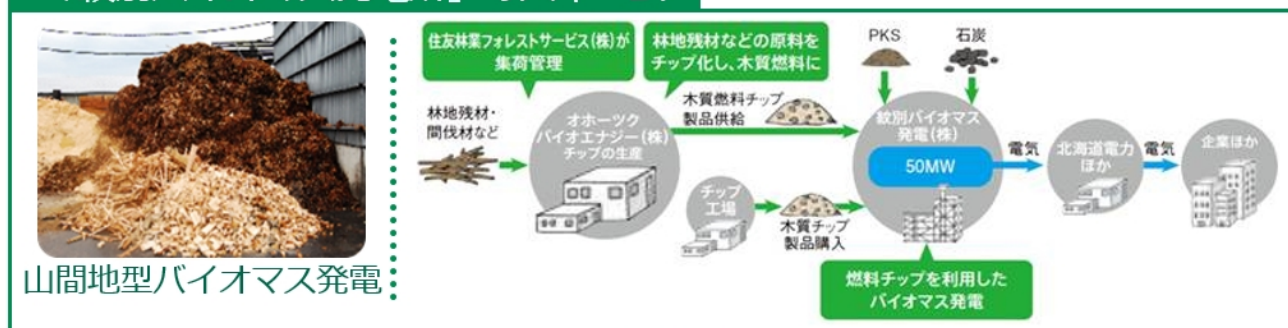 住友林業フォレストサービス(株)が
集荷管理
林地残材などの原料を
チップ化し、木質燃料に
PKS
石炭
林地残材・
間伐材など
オホーツク
バイオエナジー(株)
チップの生産
木質燃料チップ
製品供給
紋別バイオマス
発電(株)
50MW
電気
北海道電力
ほか
電気
企業ほか
チップ
工場
木質チップ
製品購入
燃料チップを利用した
バイオマス発電
山間地型バイオマス発電